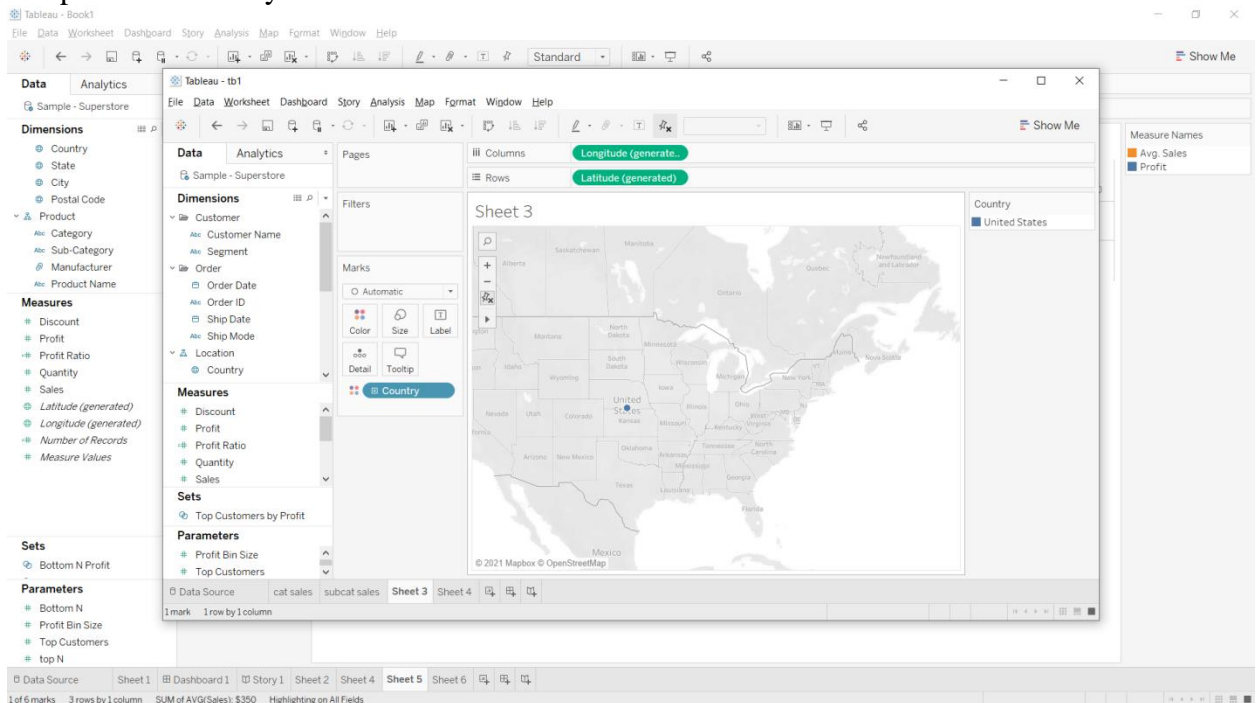 Tableau - Book1
File Data Worksheet Dashboard Story Analysis Map Format Window Help
Standard
Show Me
Data Analytics
Sample - Superstore
Dimensions
Country
State
City
Postal Code
Product
Abc Category
Abc Sub-Category
Manufacturer
Abc Product Name
Measures
# Discount
# Profit
=# Profit Ratio
# Quantity
# Sales
Latitude (generated)
Longitude (generated)
=# Number of Records
# Measure Values
Sets
Bottom N Profit
Parameters
# Bottom N
# Profit Bin Size
# Top Customers
# top N
Tableau - tb1
File Data Worksheet Dashboard Story Analysis Map Format Window Help
Show Me
Data Analytics
Sample - Superstore
Dimensions
Customer
Abc Customer Name
Abc Segment
Order
Order Date
Abc Order ID
Ship Date
Abc Ship Mode
Location
Country
Measures
# Discount
# Profit
=# Profit Ratio
# Quantity
# Sales
Sets
Top Customers by Profit
Parameters
# Profit Bin Size
# Top Customers
Pages
Filters
Marks
Automatic
Color Size Label
Detail Tooltip
Country
Columns Longitude (generate..
Rows Latitude (generated)
Sheet 3
Saskatchewan Manitoba
Alberta
Newfoundland
and Labrador
Quebec
Ontario
North
Dakota
Montana
Minnesota
Maine Nova Scotia
South
Dakota
Idaho
Wisconsin
VT
Wyoming
Michigan New York
MA
Iowa
United
States
Nevada Utah Colorado
Illinois Ohio
Kansas Missouri
West
Virginia
MD
Kentucky
Arizona New Mexico Oklahoma Arkansas Tennessee North
Carolina
Mississippi
Texas Louisiana Georgia
Florida
Mexico
© 2021 Mapbox © OpenStreetMap
Country
United States
Data Source cat sales subcat sales Sheet 3 Sheet 4
1 mark 1 row by 1 column
Measure Names
Avg. Sales
Profit
Data Source Sheet 1 Dashboard 1 Story 1 Sheet 2 Sheet 4 Sheet 5 Sheet 6
1 of 6 marks 3 rows by 1 column SUM of AVG(Sales): $350 Highlighting on All Fields